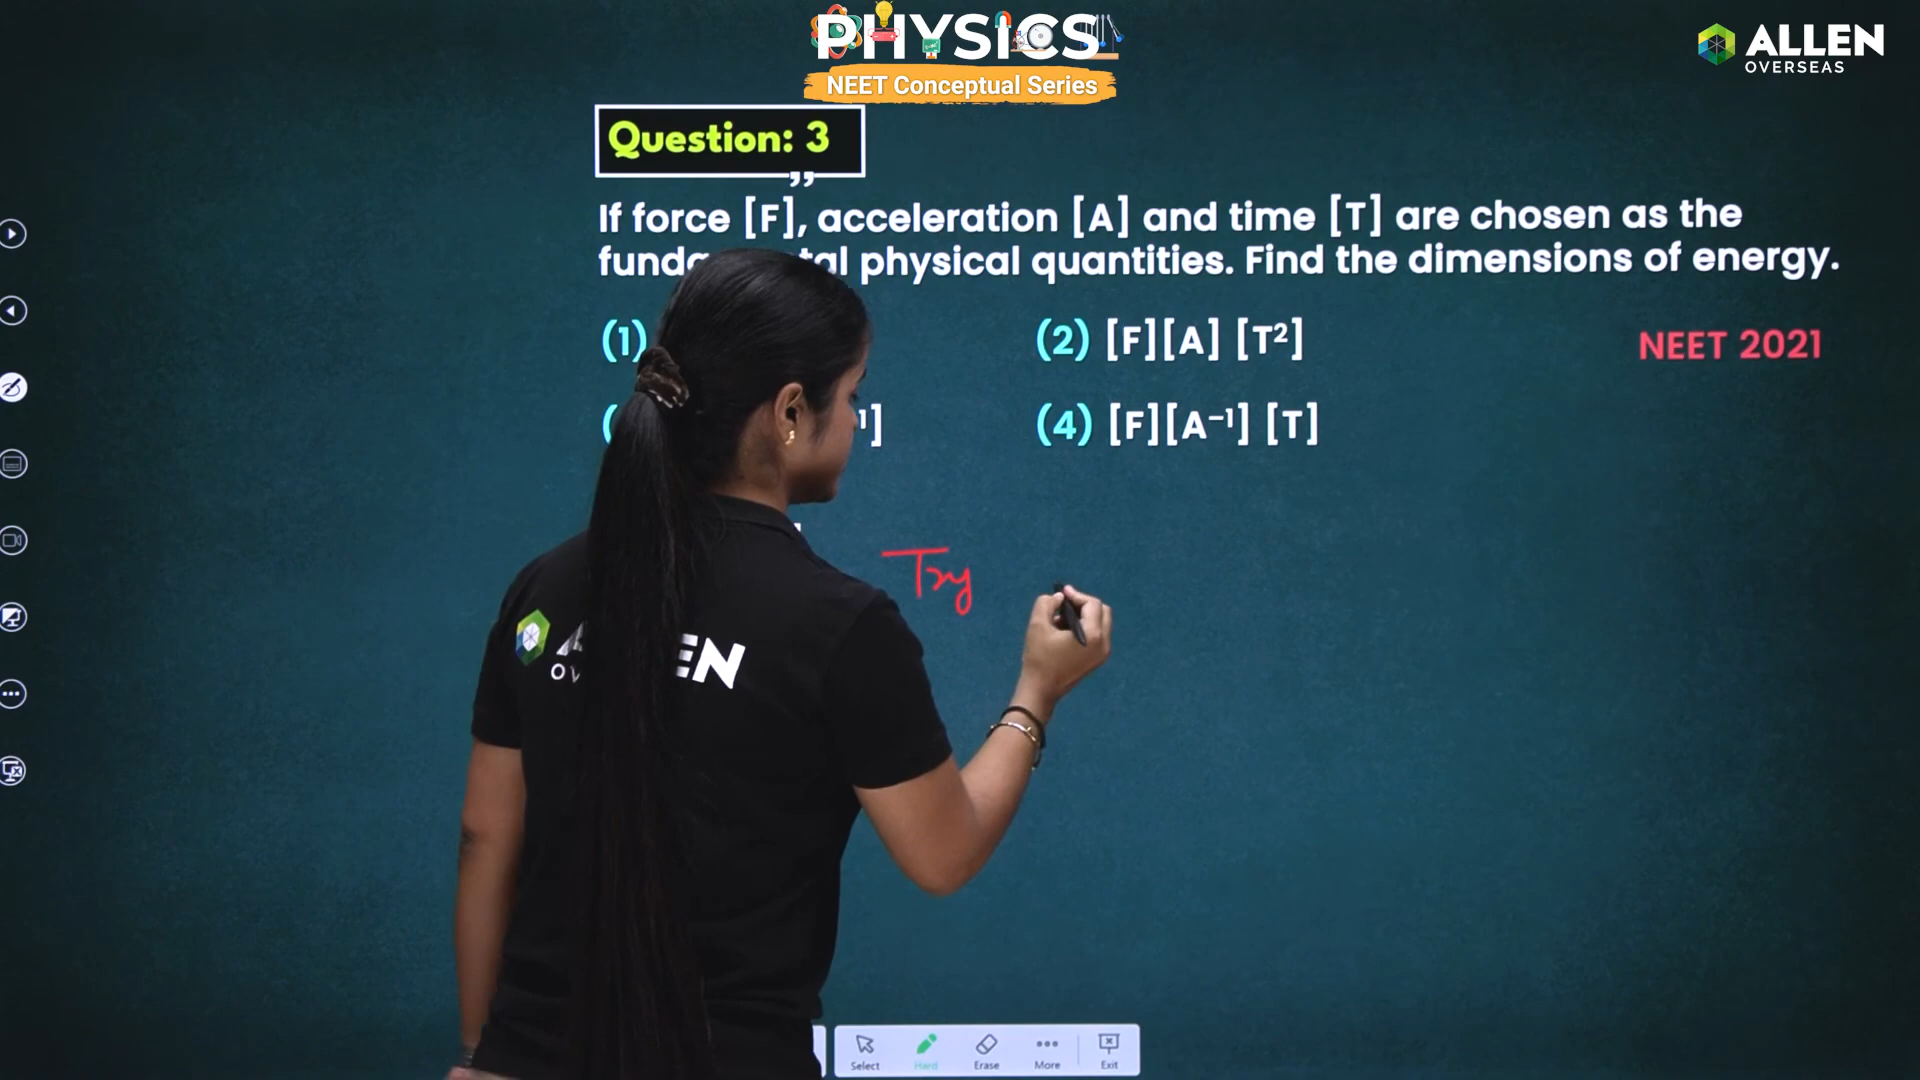 PHYSICS
NEET Conceptual Series
ALLEN
OVERSEAS
Question: 3
”
If force [F], acceleration [A] and time [T] are chosen as the
physical quantities. Find the dimensions of energy.
(1)
(2) [F][A] [T²]
NEET 2021
(4) [F][A⁻¹] [T]
Try
Select
Hard
Erase
More
Exit